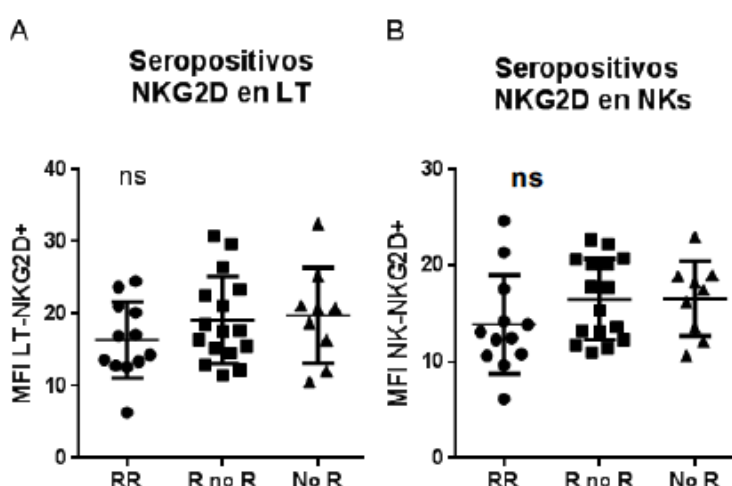 A
Seropositivos
NKG2D en LT
ns
40
30
20
10
0
MFI LT-NKG2D+
RR
R no R
No R
B
Seropositivos
NKG2D en NKs
ns
30
20
10
0
MFI NK-NKG2D+
RR
R no R
No R